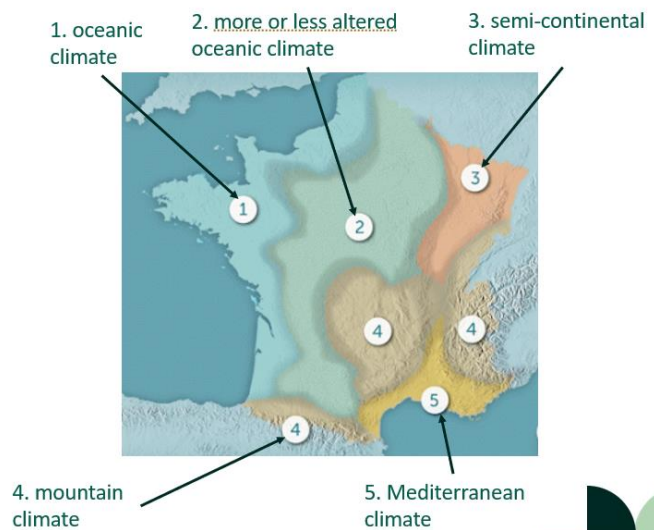 1. oceanic
climate
2. more or less altered
oceanic climate
3. semi-continental
climate
1
2
3
4
4
4
5
4. mountain
climate
5. Mediterranean
climate